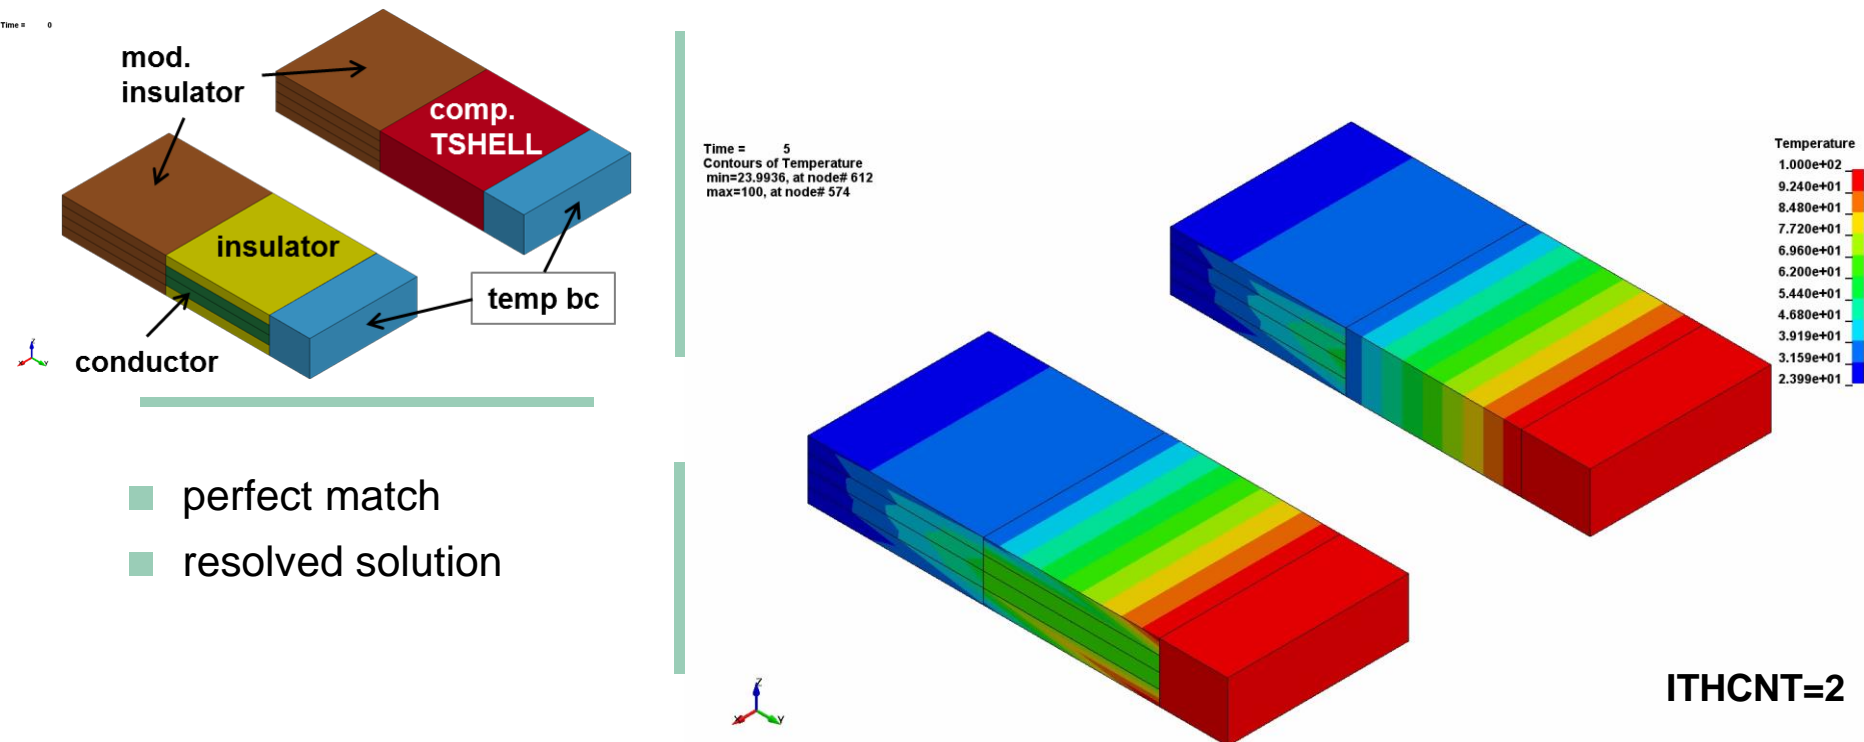 Time = 0
mod.
insulator
comp.
TSHELL
insulator
temp bc
conductor
perfect match
resolved solution
Time = 5
Contours of Temperature
min=23.9936, at node# 612
max=100, at node# 574
Temperature
1.000e+02
9.240e+01
8.480e+01
7.720e+01
6.960e+01
6.200e+01
5.440e+01
4.680e+01
3.919e+01
3.159e+01
2.399e+01
Z
X Y
ITHCNT=2